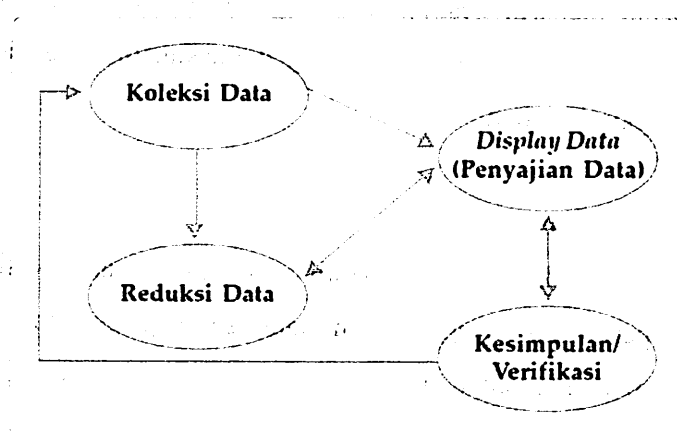 Koleksi Data
Display Data
(Penyajian Data)
Reduksi Data
Kesimpulan/
Verifikasi